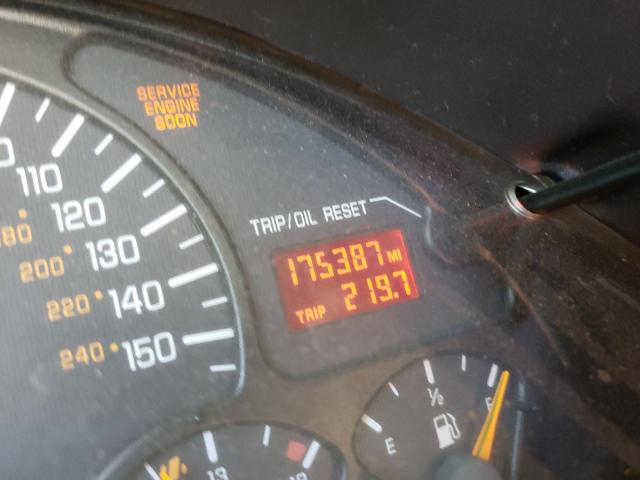 SERVICE
ENGINE
SOON
110
120
130
140
150
200
220
240
TRIP/OIL RESET
175387 MI
TRIP 219.7
E
1/2
F
13